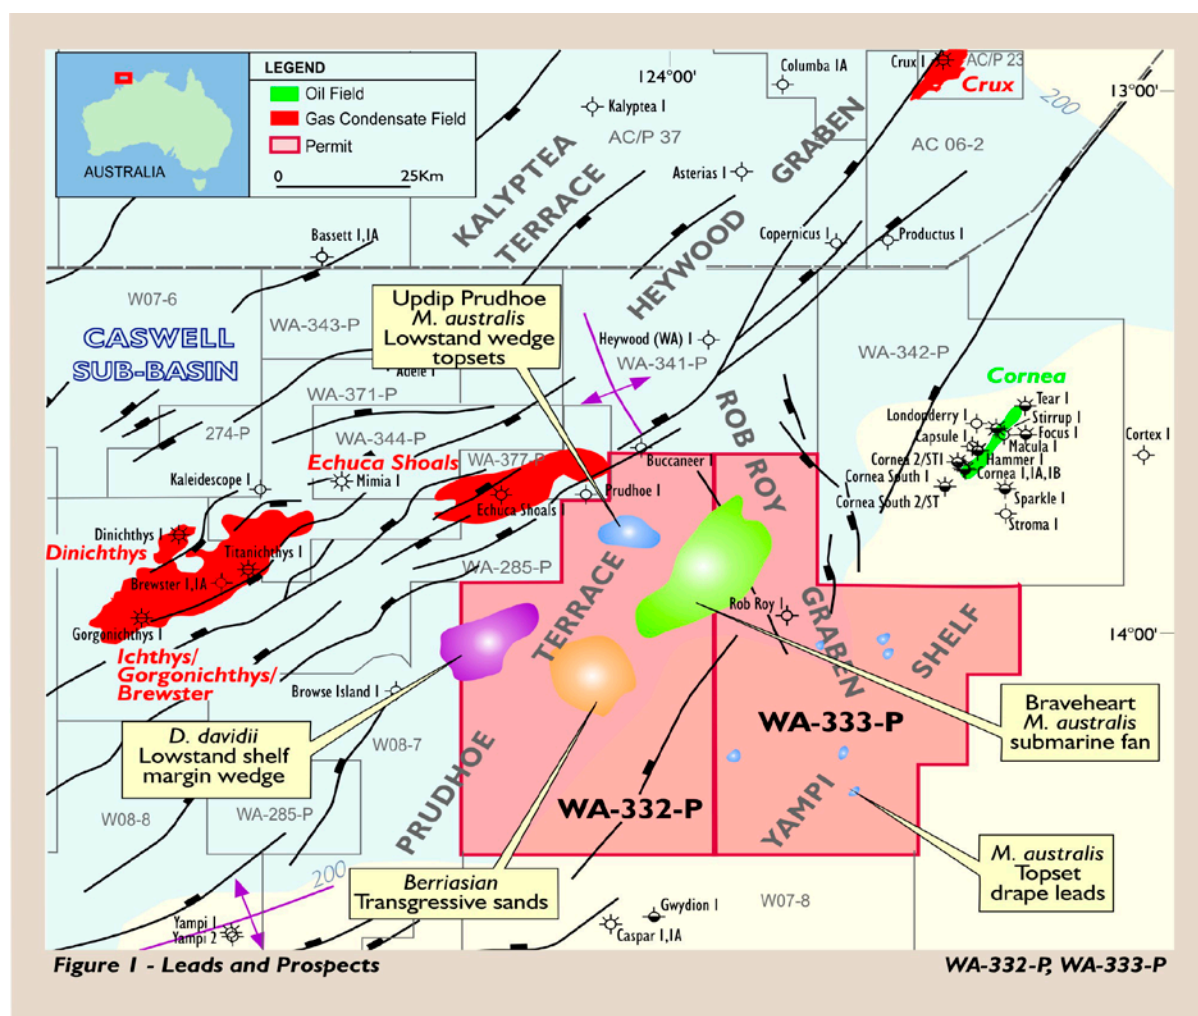 LEGEND
Oil Field
Gas Condensate Field
Permit
0 25Km
AUSTRALIA
124°00'
Columba 1A
Crux 1
AC/P 23
Crux
200
13°00'
Kalyptea 1
AC/P 37
AC 06-2
KALYPTEA
TERRACE
HEYWOOD GRABEN
Asterias 1
Bassett 1,1A
Copernicus 1
Productus 1
W07-6
Updip Prudhoe
M. australis
Lowstand wedge
topsets
WA-343-P
CASWELL
SUB-BASIN
Heywood (WA) 1
WA-341-P
WA-342-P
Adele 1
WA-371-P
Cornea
Tear 1
Londonderry 1
Stirrup 1
Focus 1
Capsule 1
Macula 1
Cortex 1
Cornea 2/ST1
Hammer 1
Cornea South 1
Cornea 1,1A,1B
Cornea South 2/ST
Sparkle 1
Stroma 1
274-P
WA-344-P
Echuca Shoals
WA-377-P
Buccaneer 1
ROB ROY
GRABEN
Kaleidescope 1
Mimia 1
Echuca Shoals 1
Prudhoe 1
Dinichthys 1
Dinichthys
Titanichthys 1
Brewster 1,1A
WA-285-P
Gorgonichthys 1
Rob Roy 1
14°00'
Ichthys/
Gorgonichthys/
Brewster
Browse Island 1
PRUDHOE TERRACE
YAMPI SHELF
Braveheart
M. australis
submarine fan
WA-333-P
D. davidii
Lowstand shelf
margin wedge
W08-7
WA-332-P
W08-8
WA-285-P
M. australis
Topset
drape leads
200
Berriasian
Transgressive sands
Yampi 1
Yampi 2
Gwydion 1
Caspar 1,1A
W07-8
Figure 1 - Leads and Prospects
WA-332-P, WA-333-P